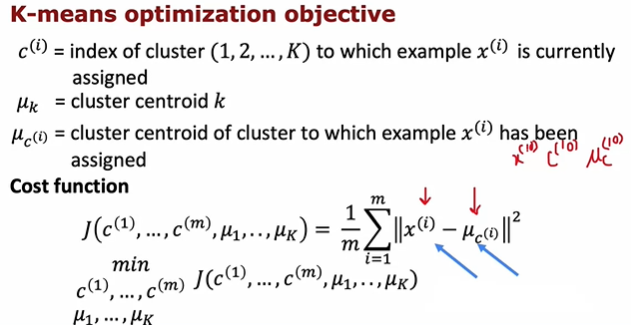 K-means optimization objective
c^(i) = index of cluster (1, 2, …, K) to which example x^(i) is currently
assigned
μ_k = cluster centroid k
μ_c^(i) = cluster centroid of cluster to which example x^(i) has been
assigned
x^(10) c^(10) μ_c^(10)
Cost function
J(c^(1), …, c^(m), μ_1, . . , μ_K) = 1/m ∑_{i=1}^{m} ‖x^(i) − μ_c^(i)‖^2
min
c^(1), …, c^(m) J(c^(1), …, c^(m), μ_1, . . , μ_K)
μ_1, …, μ_K